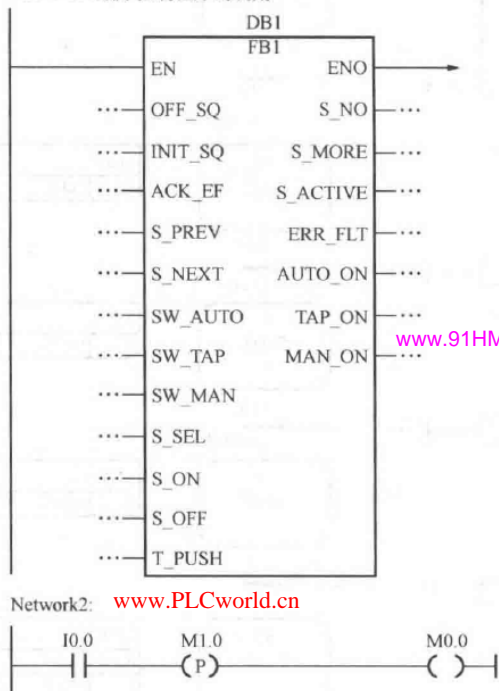 DB1
FB1
EN ENO
OFF_SQ S_NO
INIT_SQ S_MORE
ACK_EF S_ACTIVE
S_PREV ERR_FLT
S_NEXT AUTO_ON
SW_AUTO TAP_ON
www.91HM
SW_TAP MAN_ON
SW_MAN
S_SEL
S_ON
S_OFF
T_PUSH
Network2: www.PLCworld.cn
I0.0 M1.0 M0.0
(P) ( )